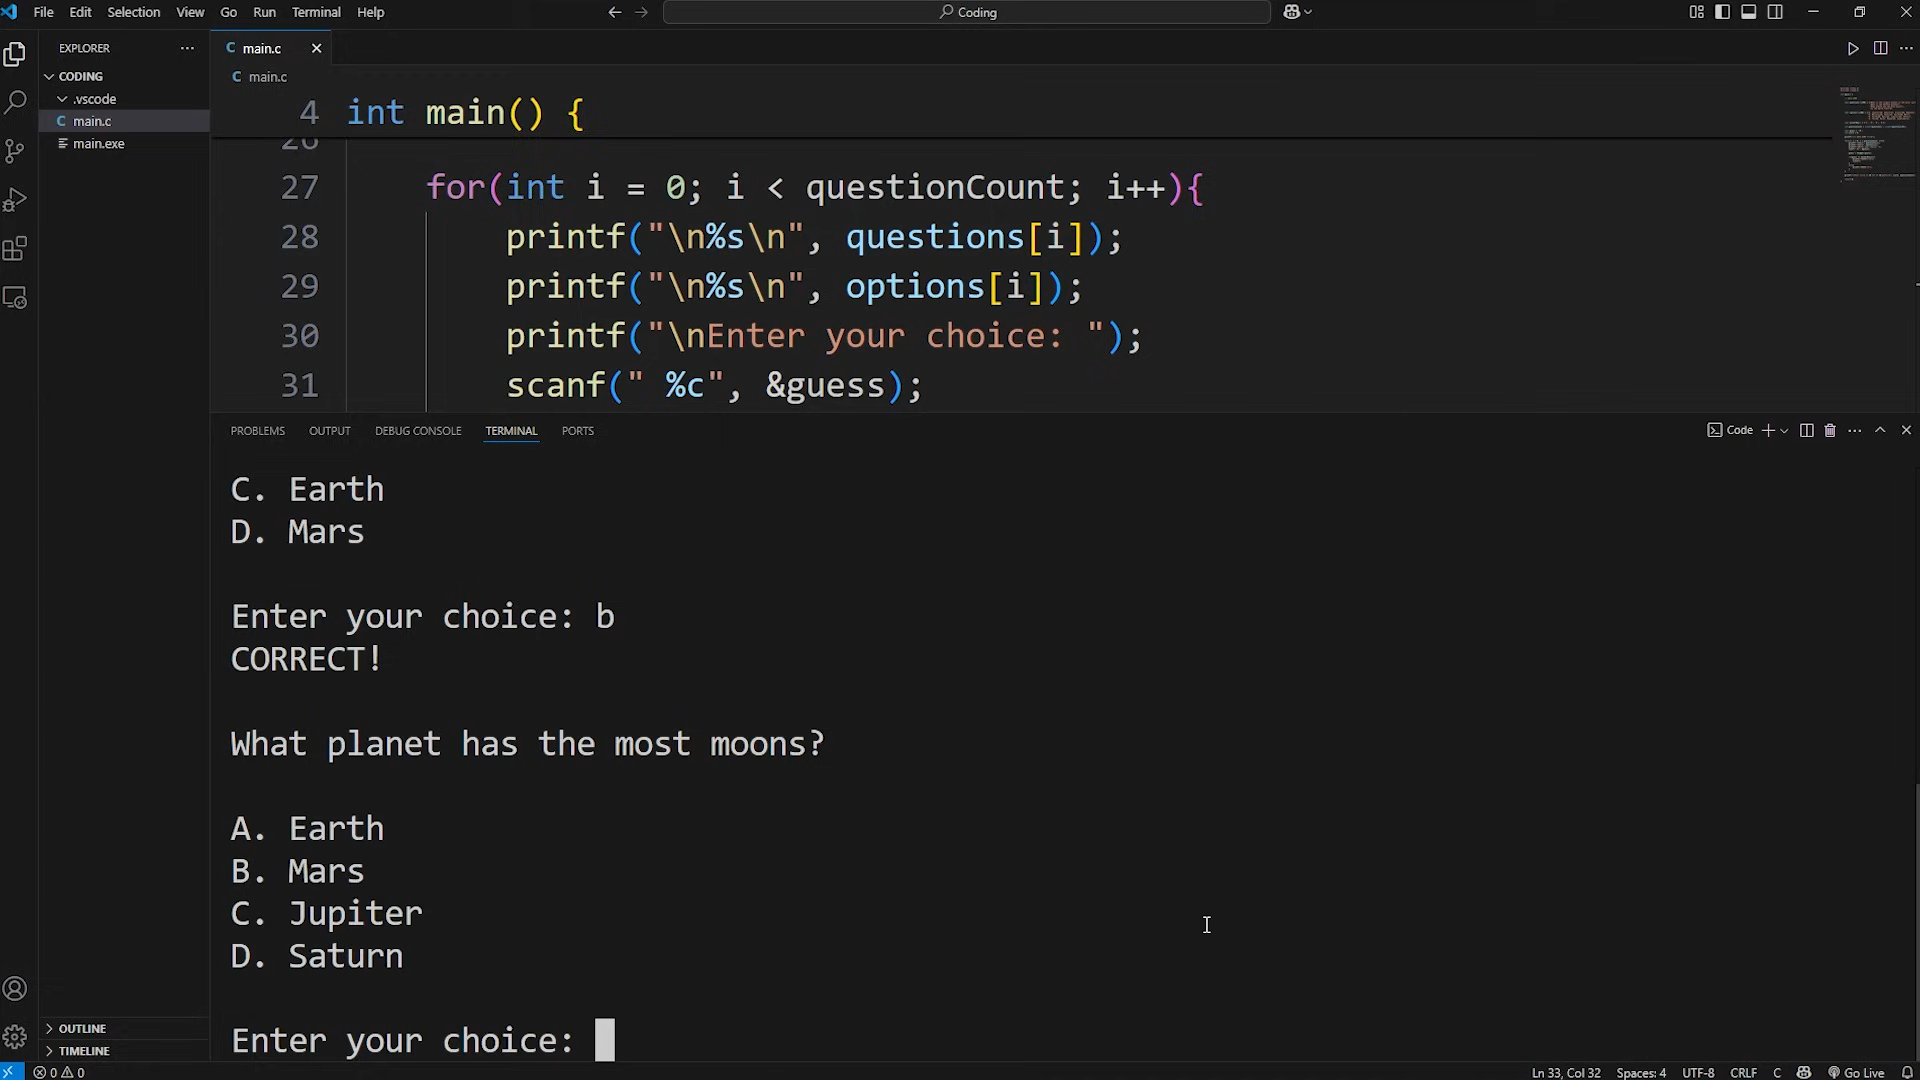 File Edit Selection View Go Run Terminal Help
Coding
EXPLORER
CODING
.vscode
C main.c
main.exe
OUTLINE
TIMELINE
C main.c
C main.c
4 int main() {
26
27 for(int i = 0; i < questionCount; i++){
28 printf("\n%s\n", questions[i]);
29 printf("\n%s\n", options[i]);
30 printf("\nEnter your choice: ");
31 scanf(" %c", &guess);
PROBLEMS OUTPUT DEBUG CONSOLE TERMINAL PORTS
Code
C. Earth
D. Mars
Enter your choice: b
CORRECT!
What planet has the most moons?
A. Earth
B. Mars
C. Jupiter
D. Saturn
Enter your choice:
0 0
Ln 33, Col 32 Spaces: 4 UTF-8 CRLF C Go Live